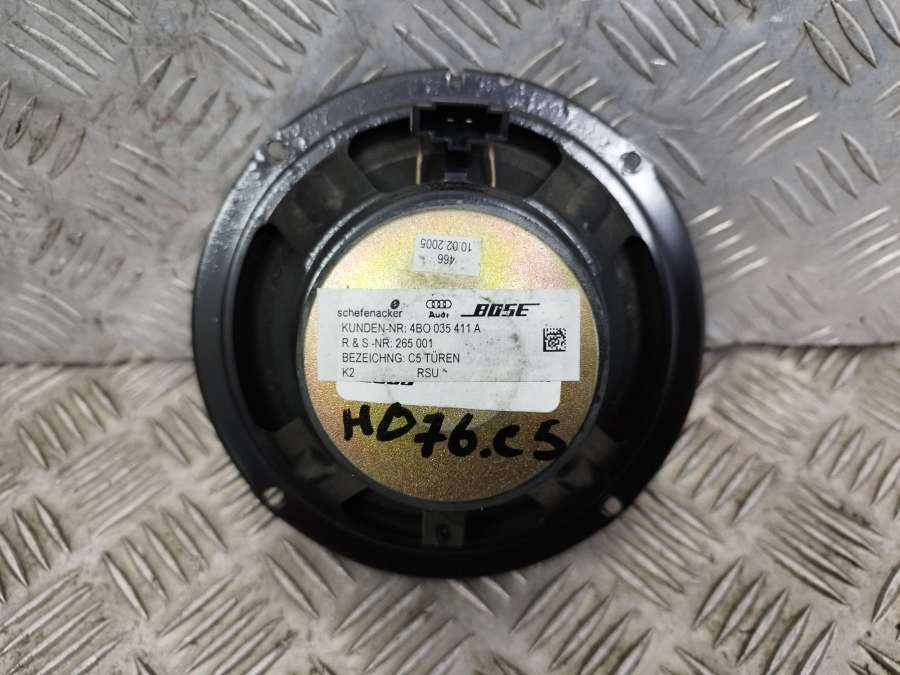 466
10.02.2005
schefenacker Audi BOSE
KUNDEN-NR: 4BO 035 411 A
R & S -NR: 265 001
BEZEICHNG: C5 TÜREN
K2 RSU
HD76.C5